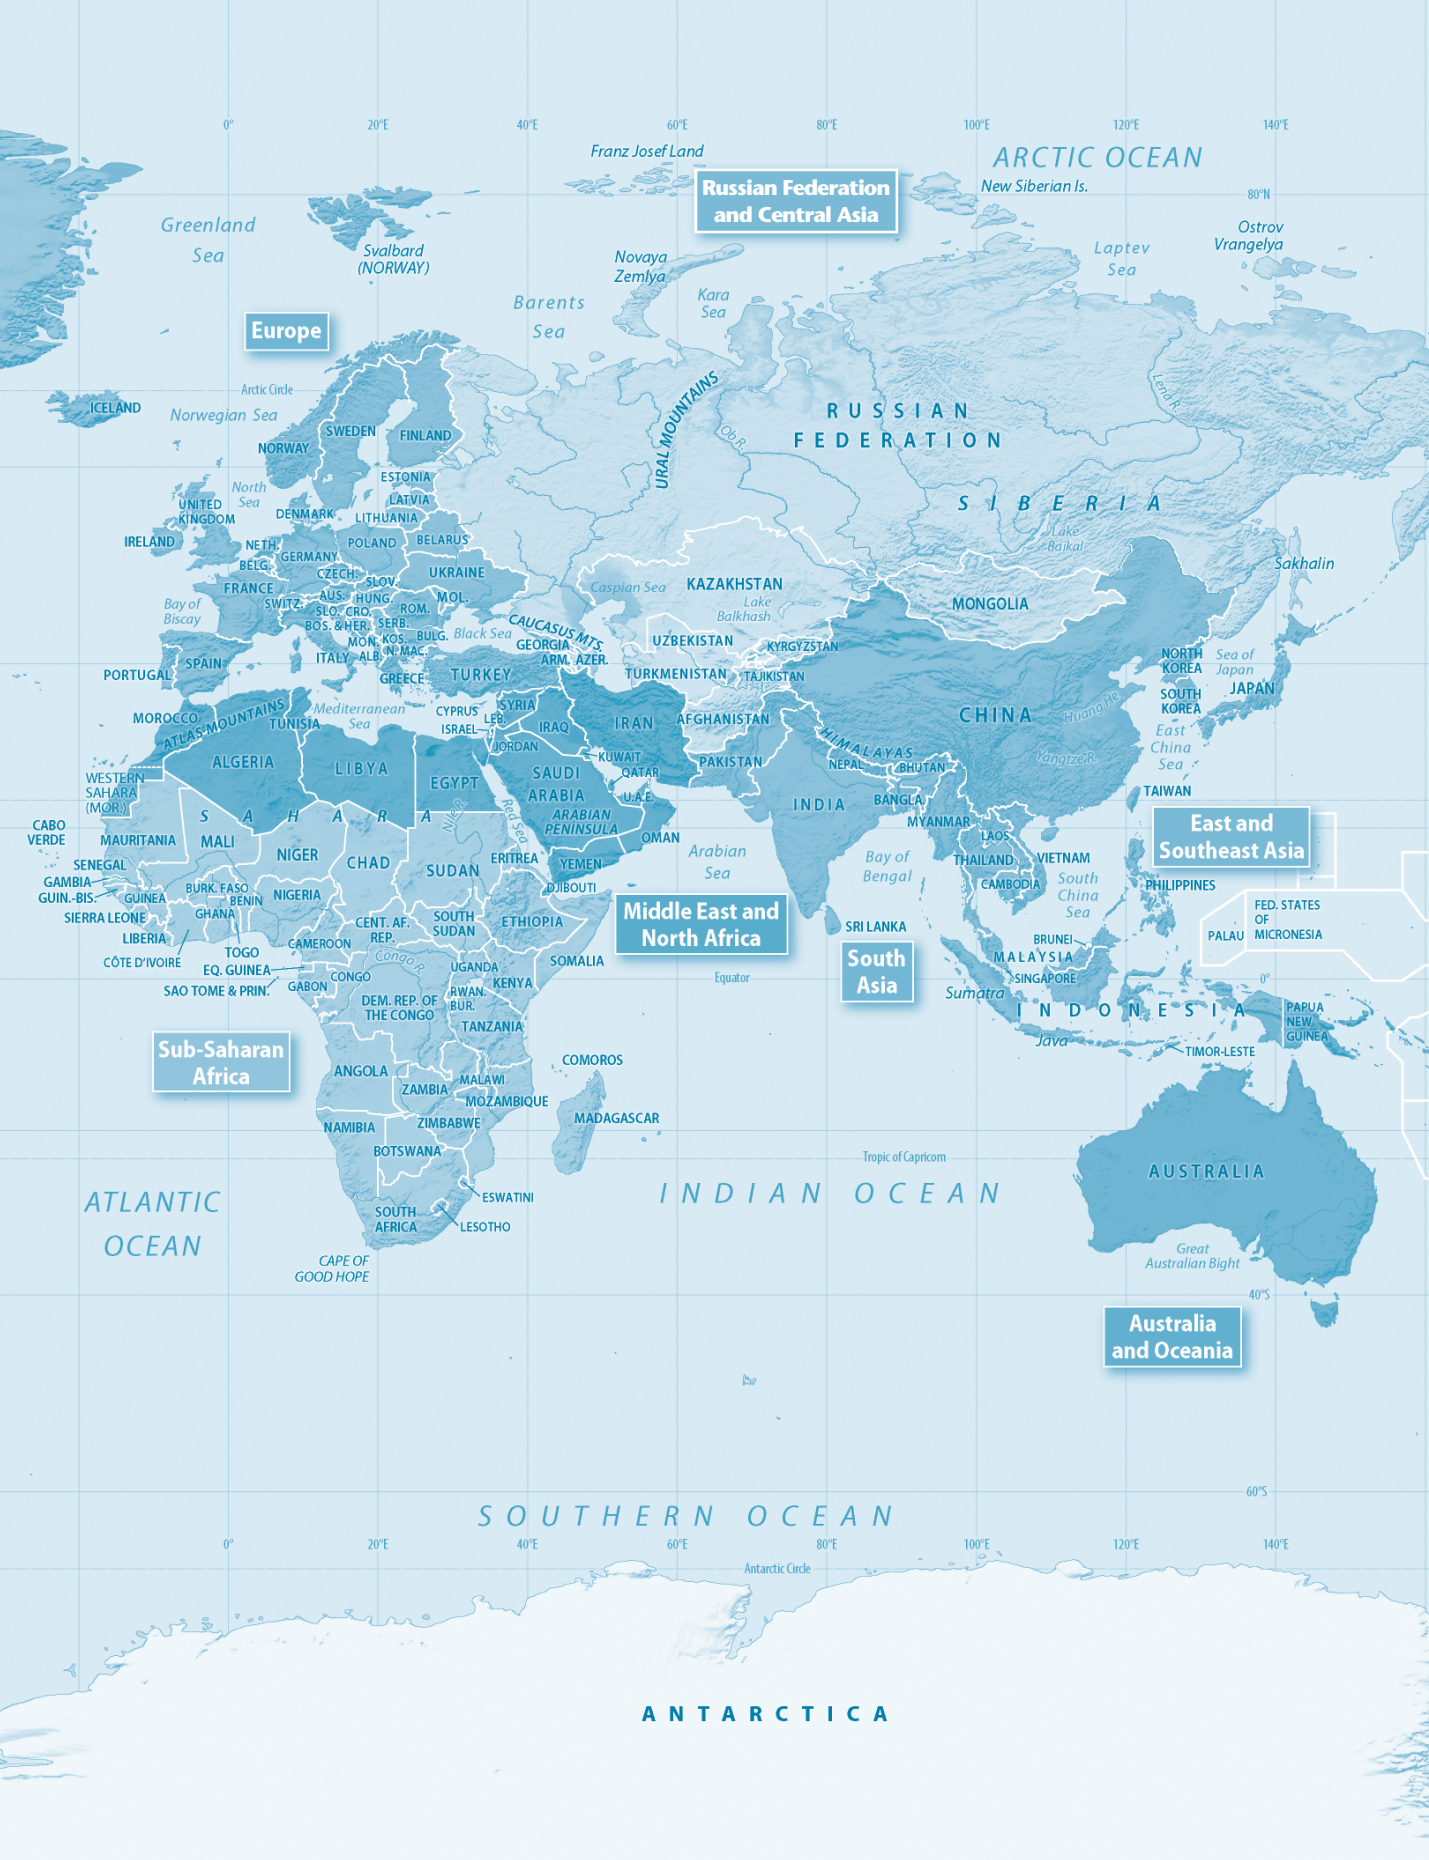 0°
20°E
40°E
60°E
80°E
100°E
120°E
140°E
Franz Josef Land
ARCTIC OCEAN
Russian Federation
and Central Asia
New Siberian Is.
80°N
Greenland
Sea
Svalbard
(NORWAY)
Novaya
Zemlya
Ostrov
Vrangelya
Laptev
Sea
Kara
Sea
Barents
Sea
Europe
Arctic Circle
ICELAND
Norwegian Sea
URAL MOUNTAINS
Ob R.
Lena R.
RUSSIAN
FEDERATION
SIBERIA
SWEDEN
FINLAND
NORWAY
ESTONIA
North
Sea
LATVIA
UNITED
KINGDOM
DENMARK
LITHUANIA
IRELAND
NETH.
POLAND
BELARUS
GERMANY
BELG.
CZECH.
SLOV.
UKRAINE
FRANCE
AUS.
HUNG.
MOL.
SWITZ.
SLO.
CRO.
ROM.
Bay of
Biscay
BOS. & HER.
SERB.
MON.
KOS.
BULG.
Black Sea
ITALY
ALB.
N. MAC.
SPAIN
PORTUGAL
GREECE
TURKEY
CAUCASUS MTS.
GEORGIA
ARM.
AZER.
Caspian Sea
KAZAKHSTAN
Lake
Balkhash
Lake
Baikal
Sakhalin
MONGOLIA
UZBEKISTAN
KYRGYZSTAN
TURKMENISTAN
TAJIKISTAN
NORTH
KOREA
Sea of
Japan
SOUTH
KOREA
JAPAN
MOROCCO
ATLAS MOUNTAINS
TUNISIA
Mediterranean
Sea
CYPRUS
SYRIA
LEB.
ISRAEL
IRAQ
IRAN
AFGHANISTAN
CHINA
Huang He
JORDAN
KUWAIT
PAKISTAN
HIMALAYAS
NEPAL
BHUTAN
Yangtze R.
East
China
Sea
ALGERIA
LIBYA
EGYPT
SAUDI
ARABIA
QATAR
U.A.E.
ARABIAN
PENINSULA
WESTERN
SAHARA
(MOR.)
INDIA
BANGLA.
TAIWAN
SAHARA
Nile R.
Red Sea
MYANMAR
East and
Southeast Asia
CABO
VERDE
MAURITANIA
MALI
NIGER
CHAD
SUDAN
ERITREA
YEMEN
OMAN
Arabian
Sea
Bay of
Bengal
LAOS
THAILAND
VIETNAM
SENEGAL
GAMBIA
GUIN.-BIS.
GUINEA
BURK. FASO
BENIN
NIGERIA
DJIBOUTI
CAMBODIA
South
China
Sea
PHILIPPINES
SIERRA LEONE
GHANA
CENT. AF.
REP.
SOUTH
SUDAN
ETHIOPIA
Middle East and
North Africa
SRI LANKA
FED. STATES
OF
MICRONESIA
PALAU
LIBERIA
TOGO
CAMEROON
BRUNEI
CÔTE D'IVOIRE
EQ. GUINEA
Congo R.
UGANDA
SOMALIA
South
Asia
MALAYSIA
SAO TOME & PRIN.
GABON
CONGO
KENYA
Equator
SINGAPORE
0°
RWAN.
BUR.
Sumatra
DEM. REP. OF
THE CONGO
INDONESIA
PAPUA
NEW
GUINEA
TANZANIA
Java
TIMOR-LESTE
Sub-Saharan
Africa
COMOROS
ANGOLA
MALAWI
ZAMBIA
MOZAMBIQUE
NAMIBIA
ZIMBABWE
MADAGASCAR
BOTSWANA
Tropic of Capricorn
AUSTRALIA
ATLANTIC
OCEAN
ESWATINI
INDIAN OCEAN
SOUTH
AFRICA
LESOTHO
CAPE OF
GOOD HOPE
Great
Australian Bight
40°S
Australia
and Oceania
60°S
SOUTHERN OCEAN
0°
20°E
40°E
60°E
80°E
100°E
120°E
140°E
Antarctic Circle
ANTARCTICA